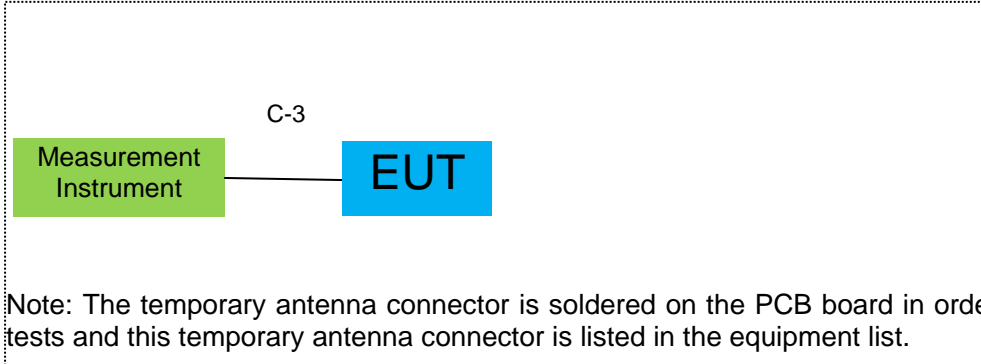 C-3
Measurement
Instrument
EUT
Note: The temporary antenna connector is soldered on the PCB board in
tests and this temporary antenna connector is listed in the equipment list.